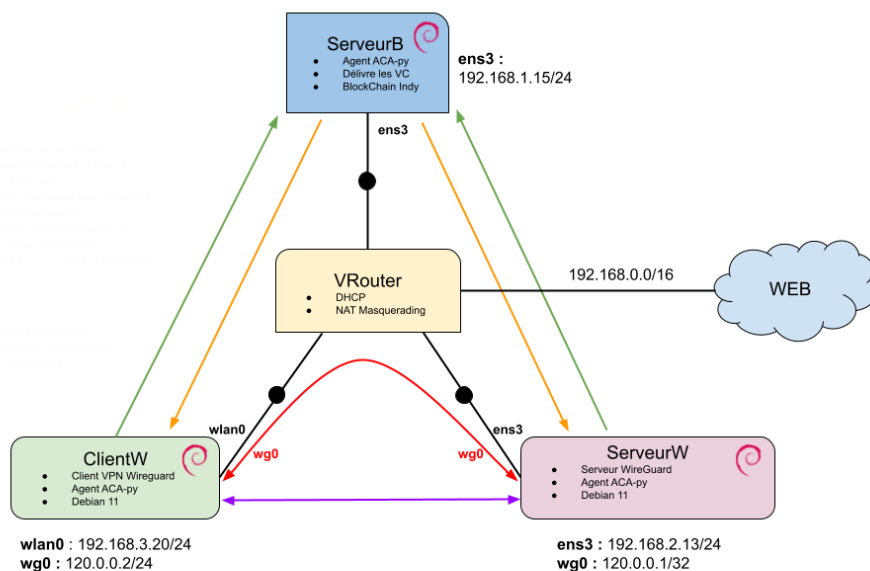 ServeurB
Agent ACA-py
Délivre les VC
BlockChain Indy
ens3 :
192.168.1.15/24
ens3
VRouter
DHCP
NAT Masquerading
192.168.0.0/16
WEB
wlan0
ens3
wg0
wg0
ClientW
Client VPN Wireguard
Agent ACA-py
Debian 11
ServeurW
Serveur WireGuard
Agent ACA-py
Debian 11
wlan0 : 192.168.3.20/24
wg0 : 120.0.0.2/24
ens3 : 192.168.2.13/24
wg0 : 120.0.0.1/32